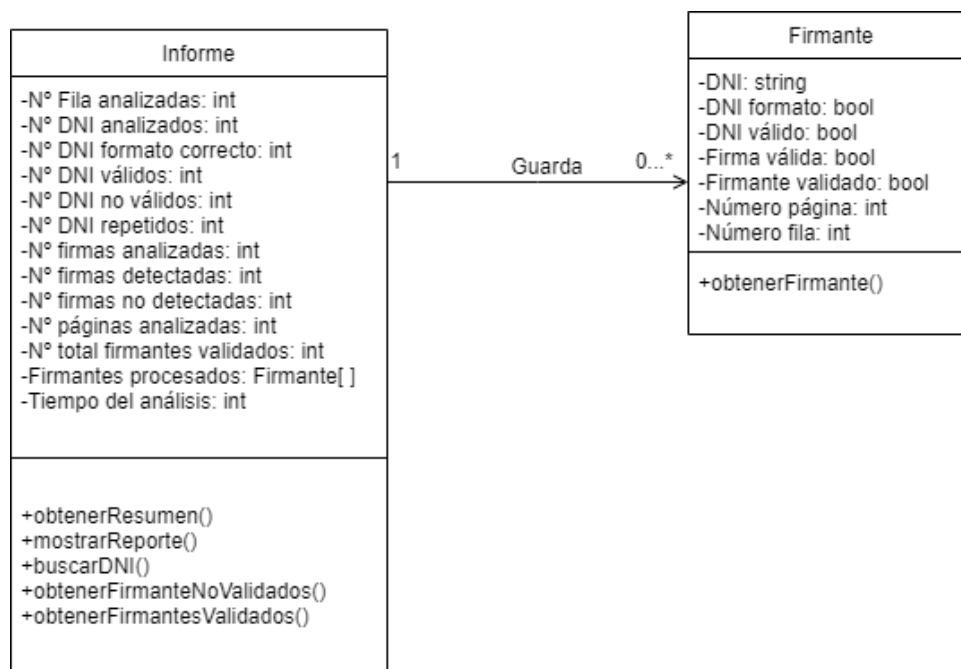 Informe
-Nº Fila analizadas: int
-Nº DNI analizados: int
-Nº DNI formato correcto: int
-Nº DNI válidos: int
-Nº DNI no válidos: int
-Nº DNI repetidos: int
-Nº firmas analizadas: int
-Nº firmas detectadas: int
-Nº firmas no detectadas: int
-Nº páginas analizadas: int
-Nº total firmantes validados: int
-Firmantes procesados: Firmante[ ]
-Tiempo del análisis: int
+obtenerResumen()
+mostrarReporte()
+buscarDNI()
+obtenerFirmanteNoValidados()
+obtenerFirmantesValidados()
1
Guarda
0...*
Firmante
-DNI: string
-DNI formato: bool
-DNI válido: bool
-Firma válida: bool
-Firmante validado: bool
-Número página: int
-Número fila: int
+obtenerFirmante()